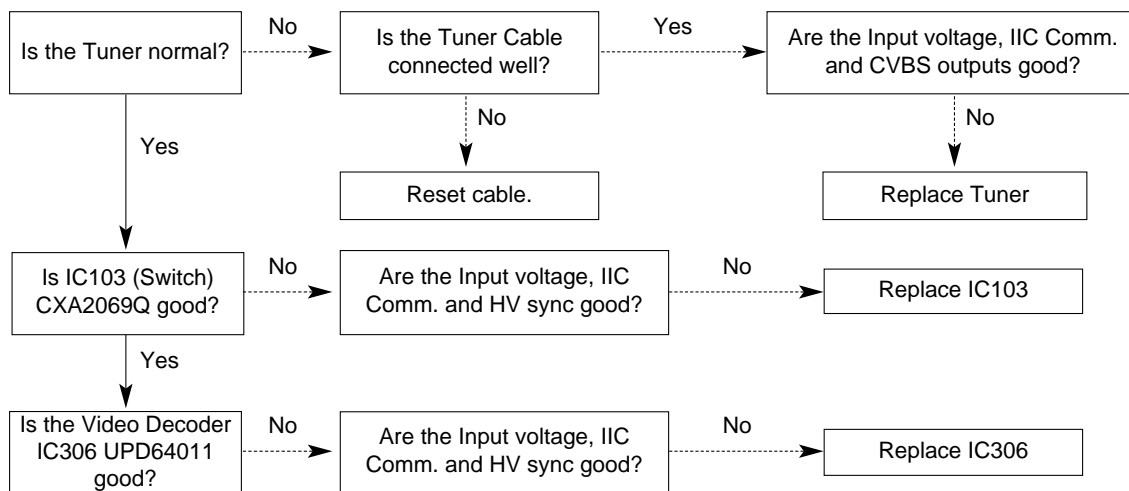 Is the Tuner normal?
No
Is the Tuner Cable
connected well?
Yes
Are the Input voltage, IIC Comm.
and CVBS outputs good?
Yes
No
No
Reset cable.
Replace Tuner
Is IC103 (Switch)
CXA2069Q good?
No
Are the Input voltage, IIC
Comm. and HV sync good?
No
Replace IC103
Yes
Is the Video Decoder
IC306 UPD64011
good?
No
Are the Input voltage, IIC
Comm. and HV sync good?
No
Replace IC306